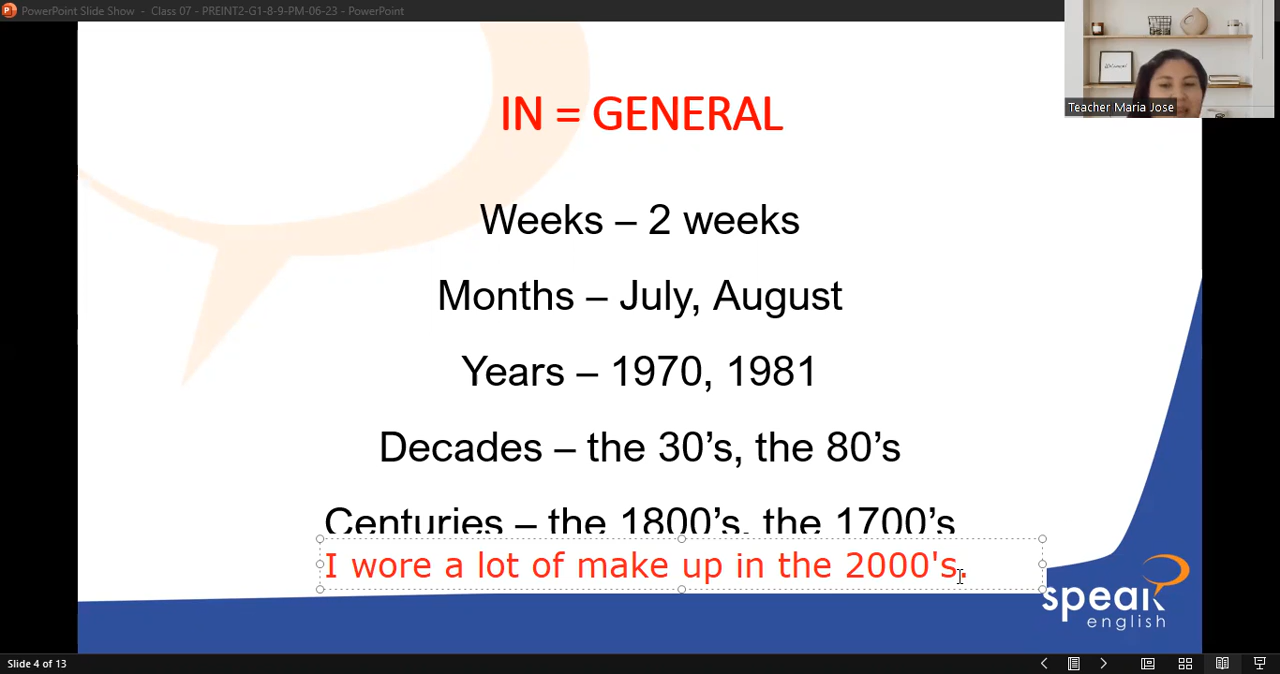 PowerPoint Slide Show - Class 07 - PREINT2-G1-8-9-PM-06-23 - PowerPoint
Teacher Maria Jose
IN = GENERAL
Weeks – 2 weeks
Months – July, August
Years – 1970, 1981
Decades – the 30’s, the 80’s
Centuries – the 1800’s, the 1700’s
I wore a lot of make up in the 2000's.
speak
english
Slide 4 of 13